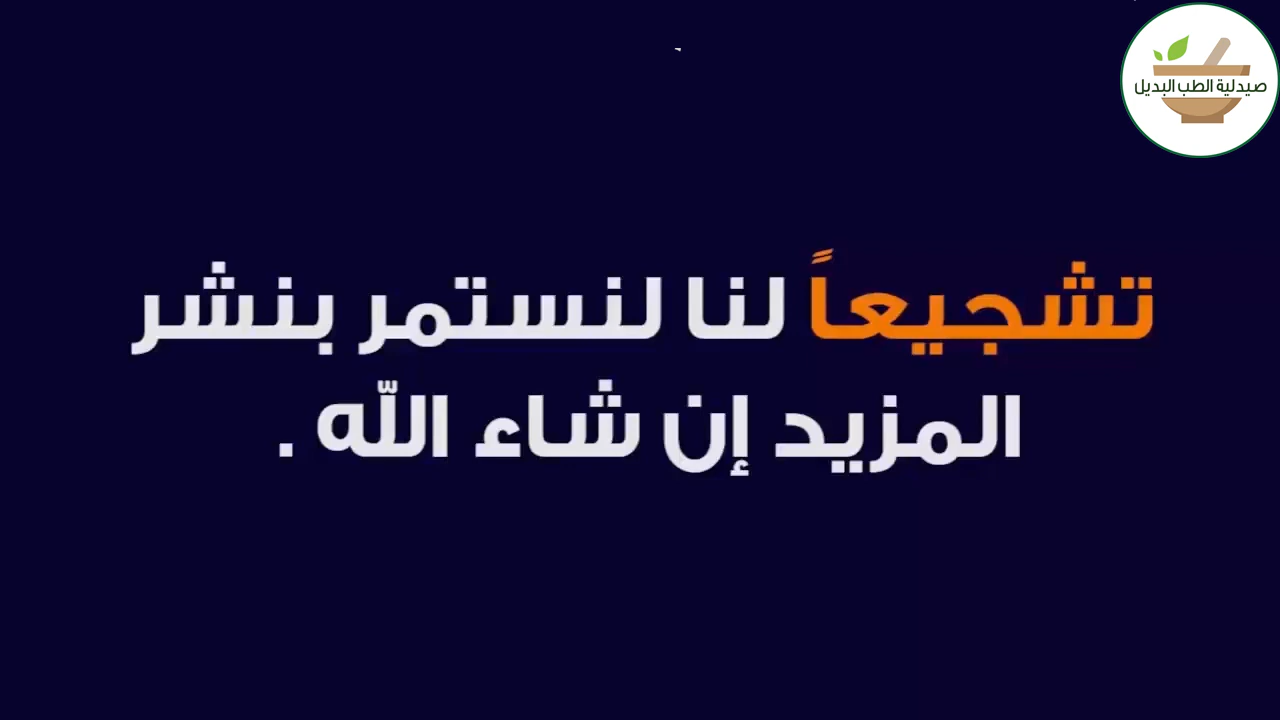 صيدلية الطب البديل
تشجيعاً لنا لنستمر بنشر
المزيد إن شاء اللّه .